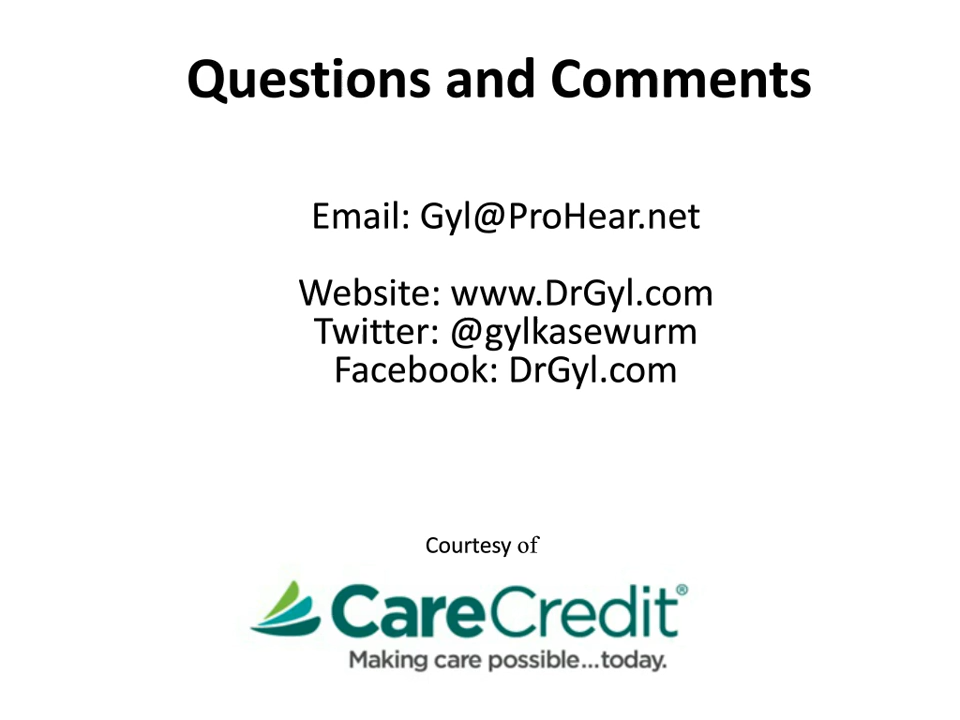 Questions and Comments
Email: Gyl@ProHear.net
Website: www.DrGyl.com
Twitter: @gylkasewurm
Facebook: DrGyl.com
Courtesy of
CareCredit®
Making care possible...today.